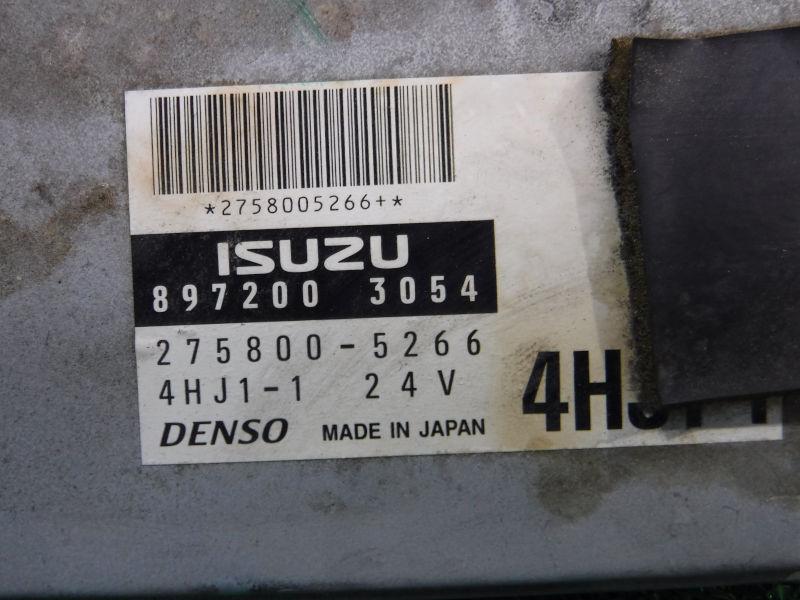 *2758005266+*
ISUZU
897200 3054
275800-5266
4HJ1-1 24V
DENSO MADE IN JAPAN